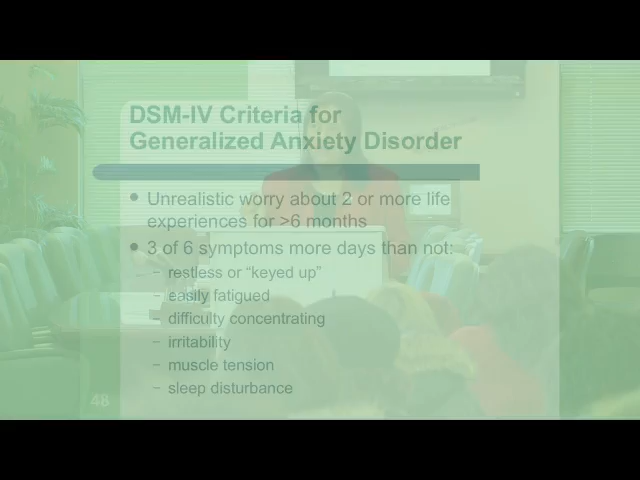 DSM-IV Criteria for
Generalized Anxiety Disorder
• Unrealistic worry about 2 or more life
experiences for >6 months
• 3 of 6 symptoms more days than not:
– restless or “keyed up”
– easily fatigued
– difficulty concentrating
– irritability
– muscle tension
– sleep disturbance
48